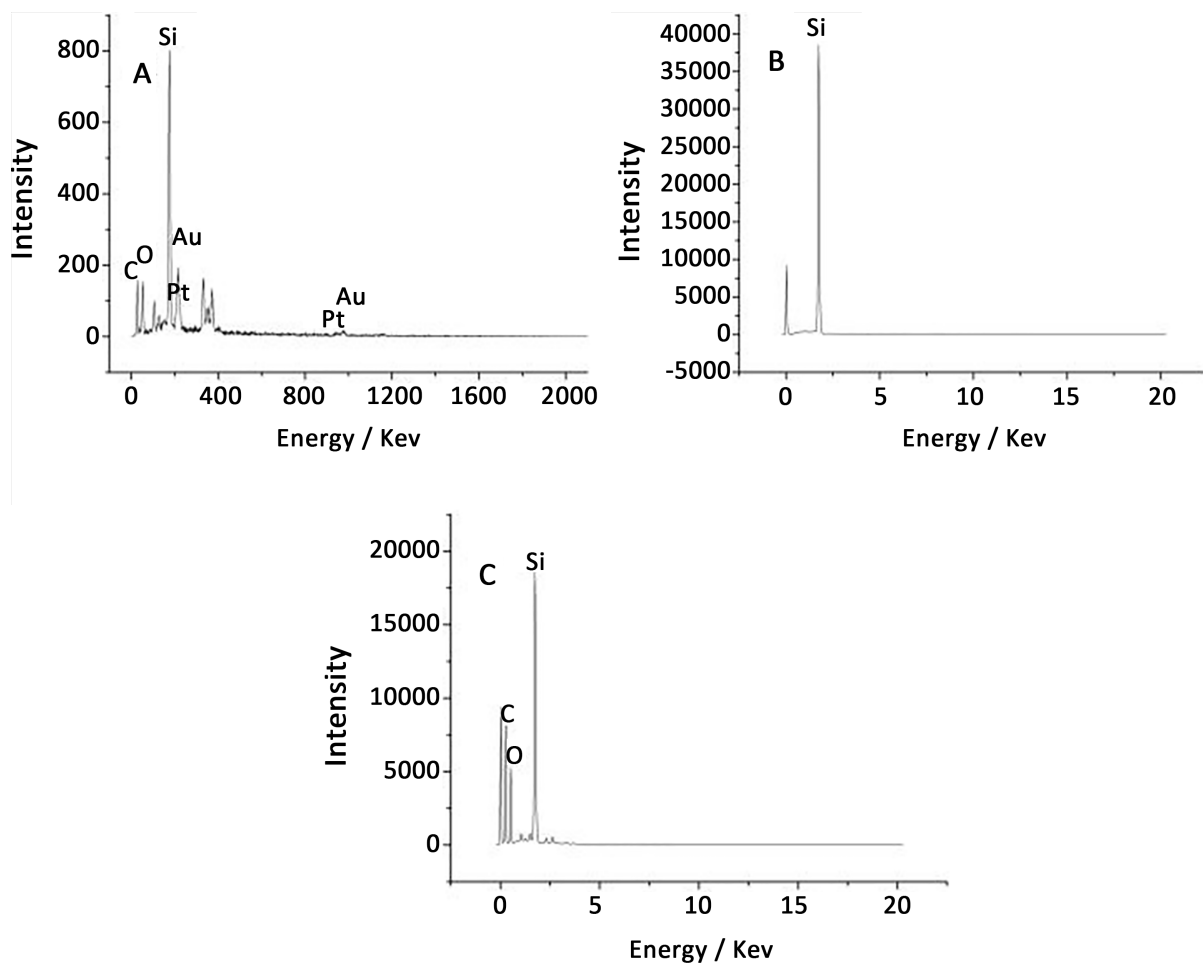 A
Si
C
O
Au
Pt
Au
Pt
800
600
400
200
0
0 400 800 1200 1600 2000
Intensity
Energy / Kev
B
Si
40000
35000
30000
25000
20000
15000
10000
5000
0
-5000
0 5 10 15 20
Intensity
Energy / Kev
C
Si
C
O
20000
15000
10000
5000
0
0 5 10 15 20
Intensity
Energy / Kev